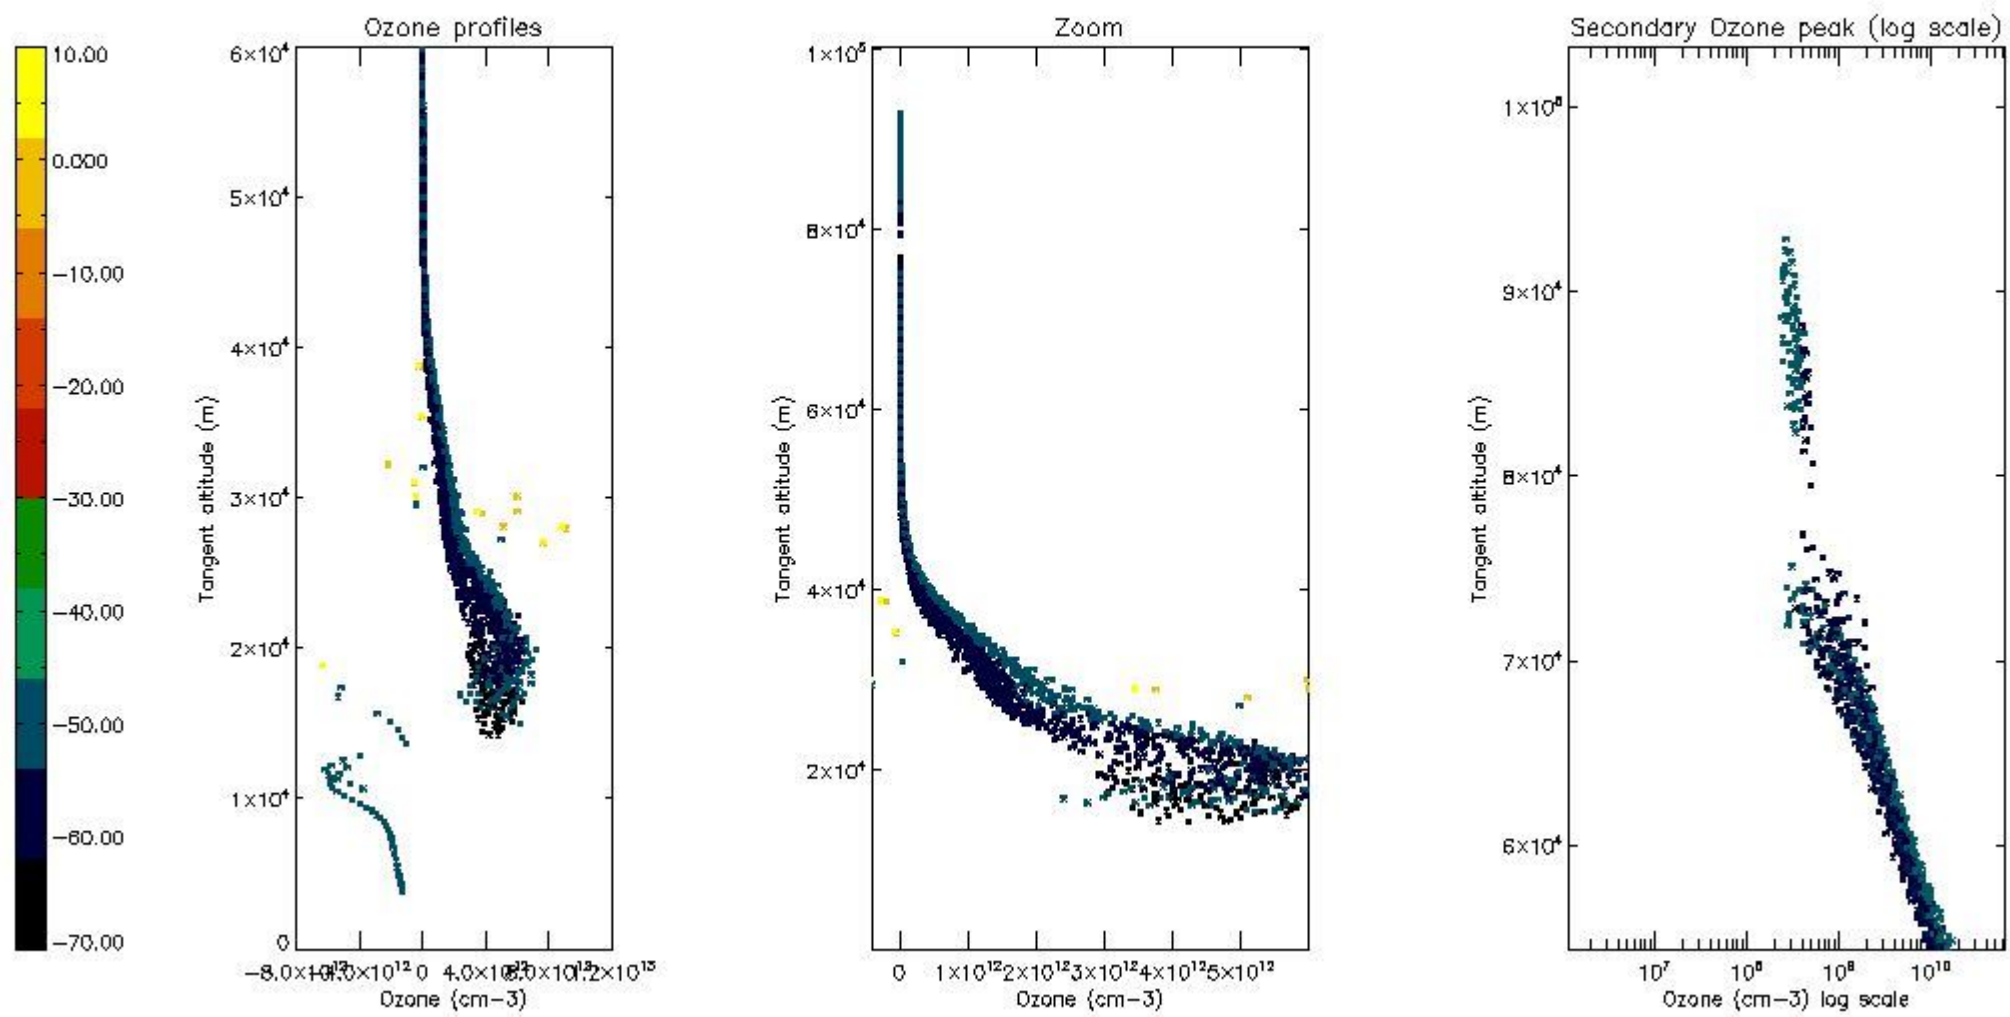 Ozone profiles
Zoom
Secondary Ozone peak (log scale)
10.00
0.000
−10.00
−20.00
−30.00
−40.00
−50.00
−60.00
−70.00
6×10⁴
5×10⁴
4×10⁴
3×10⁴
2×10⁴
1×10⁴
0
Tangent altitude (m)
0
1.2×10¹³
Ozone (cm−3)
1×10⁵
8×10⁴
6×10⁴
4×10⁴
2×10⁴
Tangent altitude (m)
0 1×10¹² 2×10¹² 3×10¹² 4×10¹² 5×10¹²
Ozone (cm−3)
9×10⁴
8×10⁴
7×10⁴
6×10⁴
Tangent altitude (m)
10⁷ 10⁸ 10⁹ 10¹⁰
Ozone (cm−3) log scale